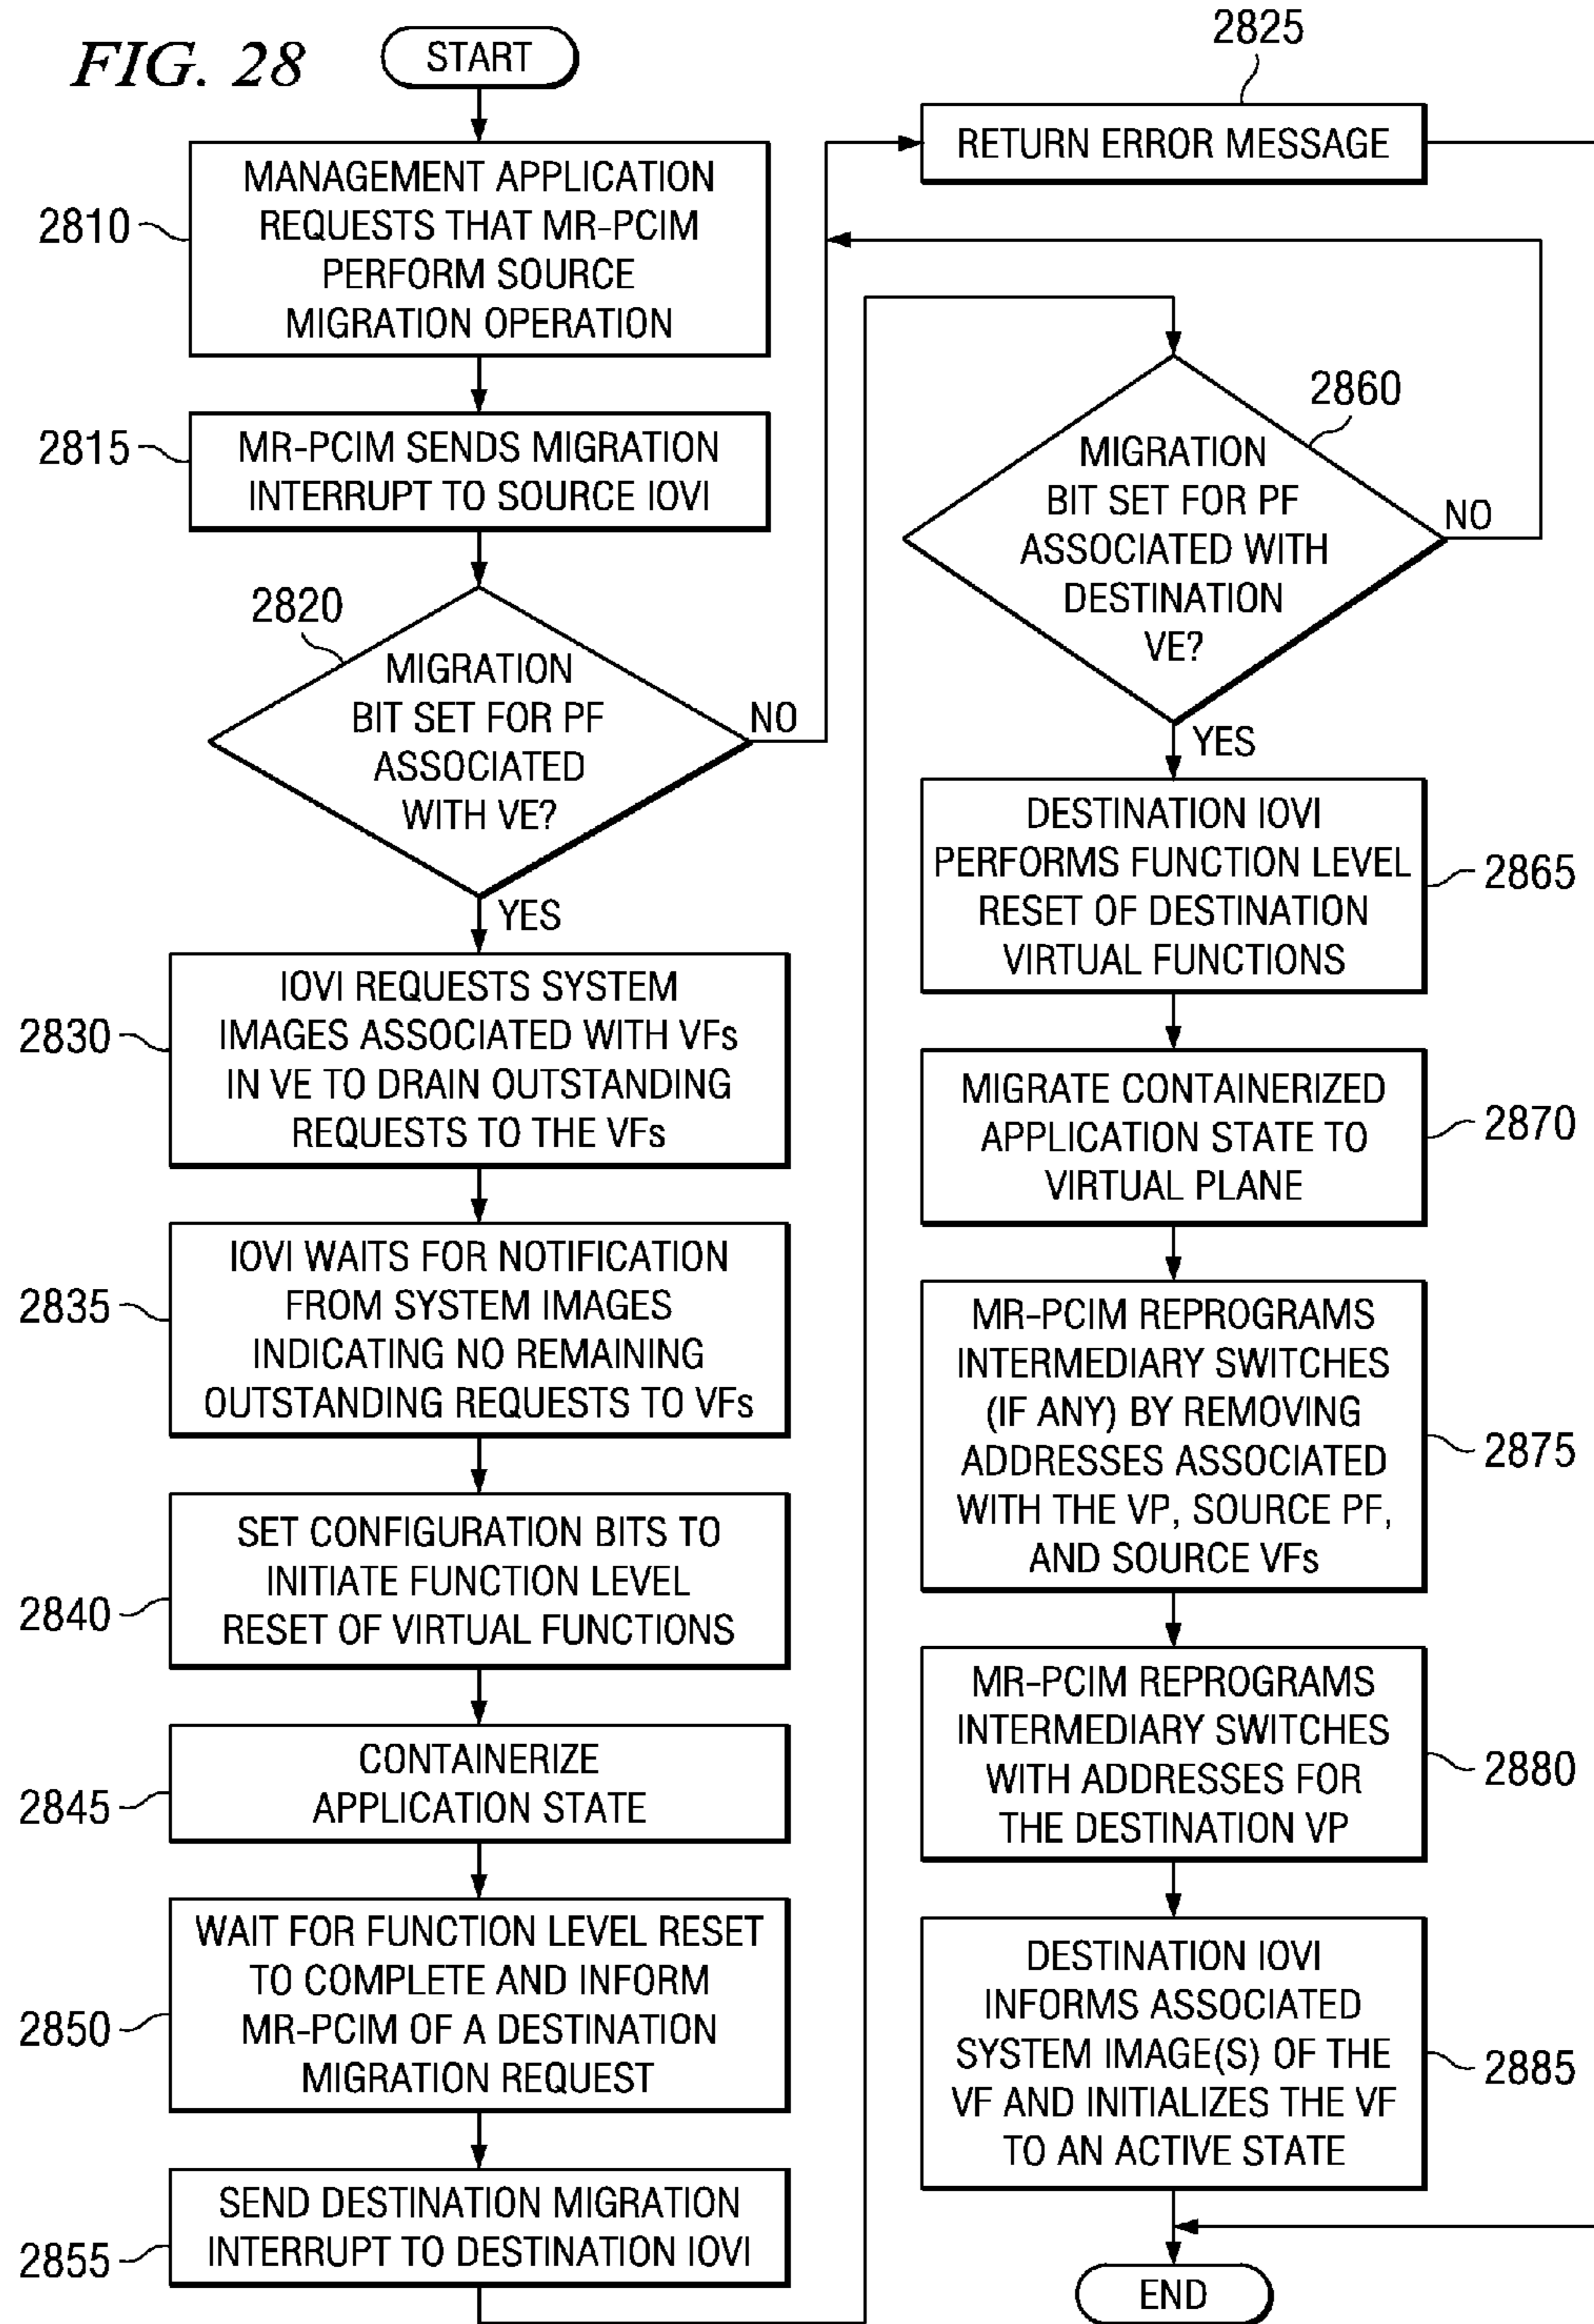 FIG. 28
START
2810
MANAGEMENT APPLICATION
REQUESTS THAT MR-PCIM
PERFORM SOURCE
MIGRATION OPERATION
2815
MR-PCIM SENDS MIGRATION
INTERRUPT TO SOURCE IOVI
2820
MIGRATION
BIT SET FOR PF
ASSOCIATED
WITH VE?
NO
YES
2830
IOVI REQUESTS SYSTEM
IMAGES ASSOCIATED WITH VFs
IN VE TO DRAIN OUTSTANDING
REQUESTS TO THE VFs
2835
IOVI WAITS FOR NOTIFICATION
FROM SYSTEM IMAGES
INDICATING NO REMAINING
OUTSTANDING REQUESTS TO VFs
2840
SET CONFIGURATION BITS TO
INITIATE FUNCTION LEVEL
RESET OF VIRTUAL FUNCTIONS
2845
CONTAINERIZE
APPLICATION STATE
2850
WAIT FOR FUNCTION LEVEL RESET
TO COMPLETE AND INFORM
MR-PCIM OF A DESTINATION
MIGRATION REQUEST
2855
SEND DESTINATION MIGRATION
INTERRUPT TO DESTINATION IOVI
2825
RETURN ERROR MESSAGE
2860
MIGRATION
BIT SET FOR PF
ASSOCIATED WITH
DESTINATION
VE?
NO
YES
DESTINATION IOVI
PERFORMS FUNCTION LEVEL
RESET OF DESTINATION
VIRTUAL FUNCTIONS
2865
MIGRATE CONTAINERIZED
APPLICATION STATE TO
VIRTUAL PLANE
2870
MR-PCIM REPROGRAMS
INTERMEDIARY SWITCHES
(IF ANY) BY REMOVING
ADDRESSES ASSOCIATED
WITH THE VP, SOURCE PF,
AND SOURCE VFs
2875
MR-PCIM REPROGRAMS
INTERMEDIARY SWITCHES
WITH ADDRESSES FOR
THE DESTINATION VP
2880
DESTINATION IOVI
INFORMS ASSOCIATED
SYSTEM IMAGE(S) OF THE
VF AND INITIALIZES THE VF
TO AN ACTIVE STATE
2885
END